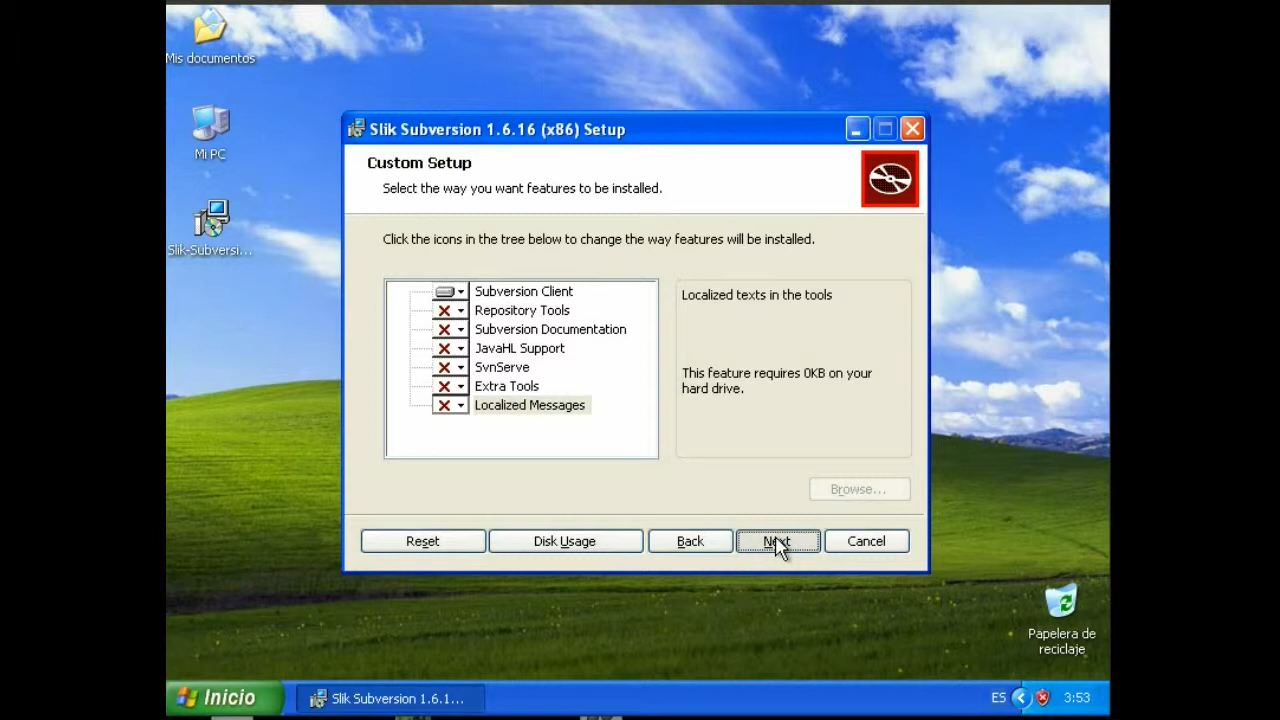 Mis documentos
Mi PC
Slik-Subversi...
Slik Subversion 1.6.16 (x86) Setup
Custom Setup
Select the way you want features to be installed.
Click the icons in the tree below to change the way features will be installed.
Subversion Client
Repository Tools
Subversion Documentation
JavaHL Support
SvnServe
Extra Tools
Localized Messages
Localized texts in the tools
This feature requires 0KB on your
hard drive.
Browse...
Reset
Disk Usage
Back
Next
Cancel
Papelera de
reciclaje
Inicio
Slik Subversion 1.6.1...
ES
3:53